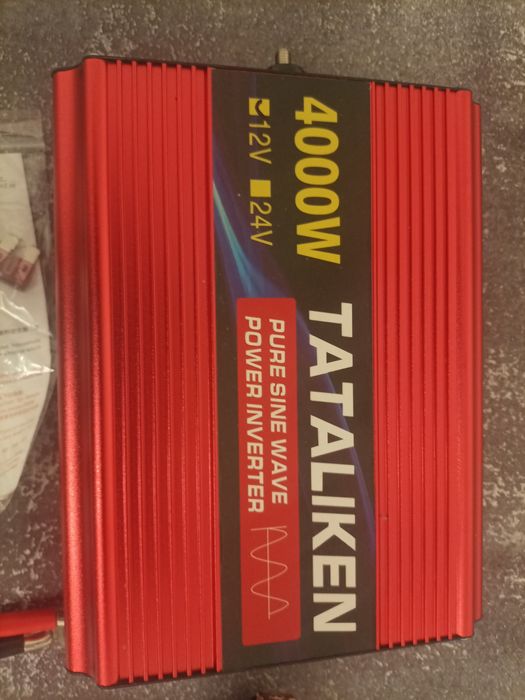 4000W
12V 24V
TATALIKEN
PURE SINE WAVE
POWER INVERTER